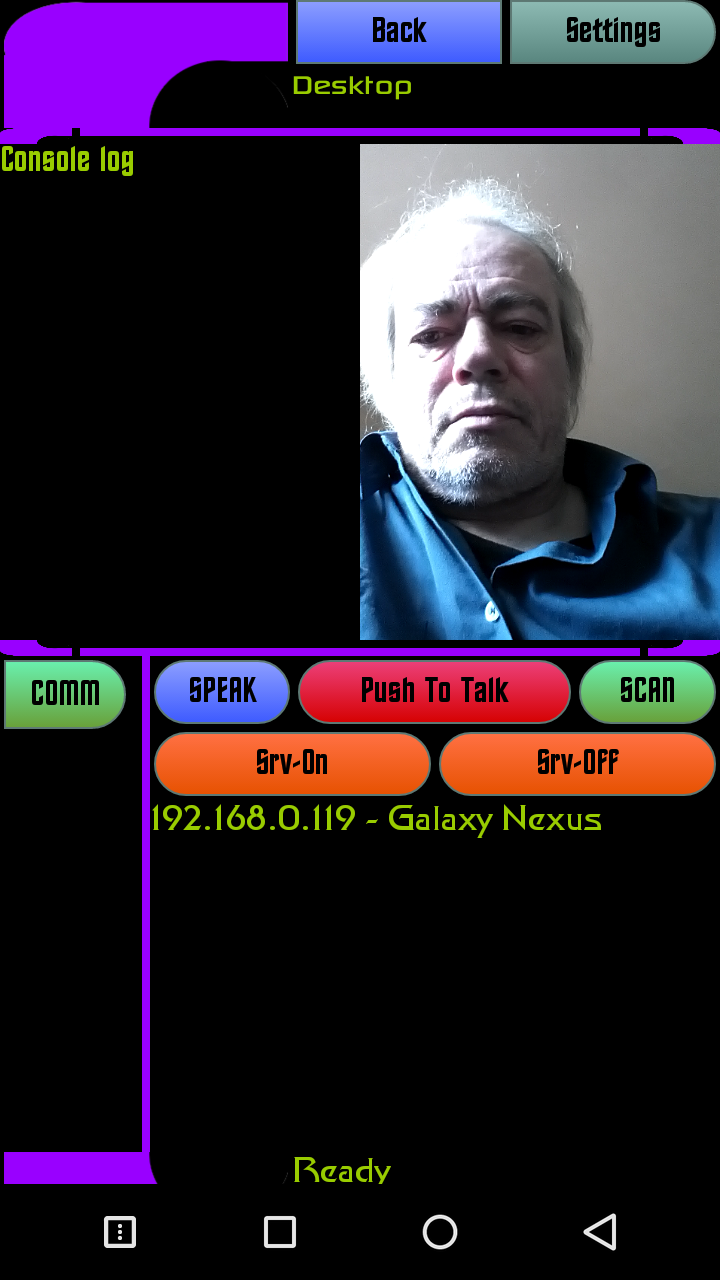 Back
Settings
Desktop
Console log
COMM
SPEAK
Push To Talk
SCAN
Srv-On
Srv-Off
192.168.0.119 - Galaxy Nexus
Ready